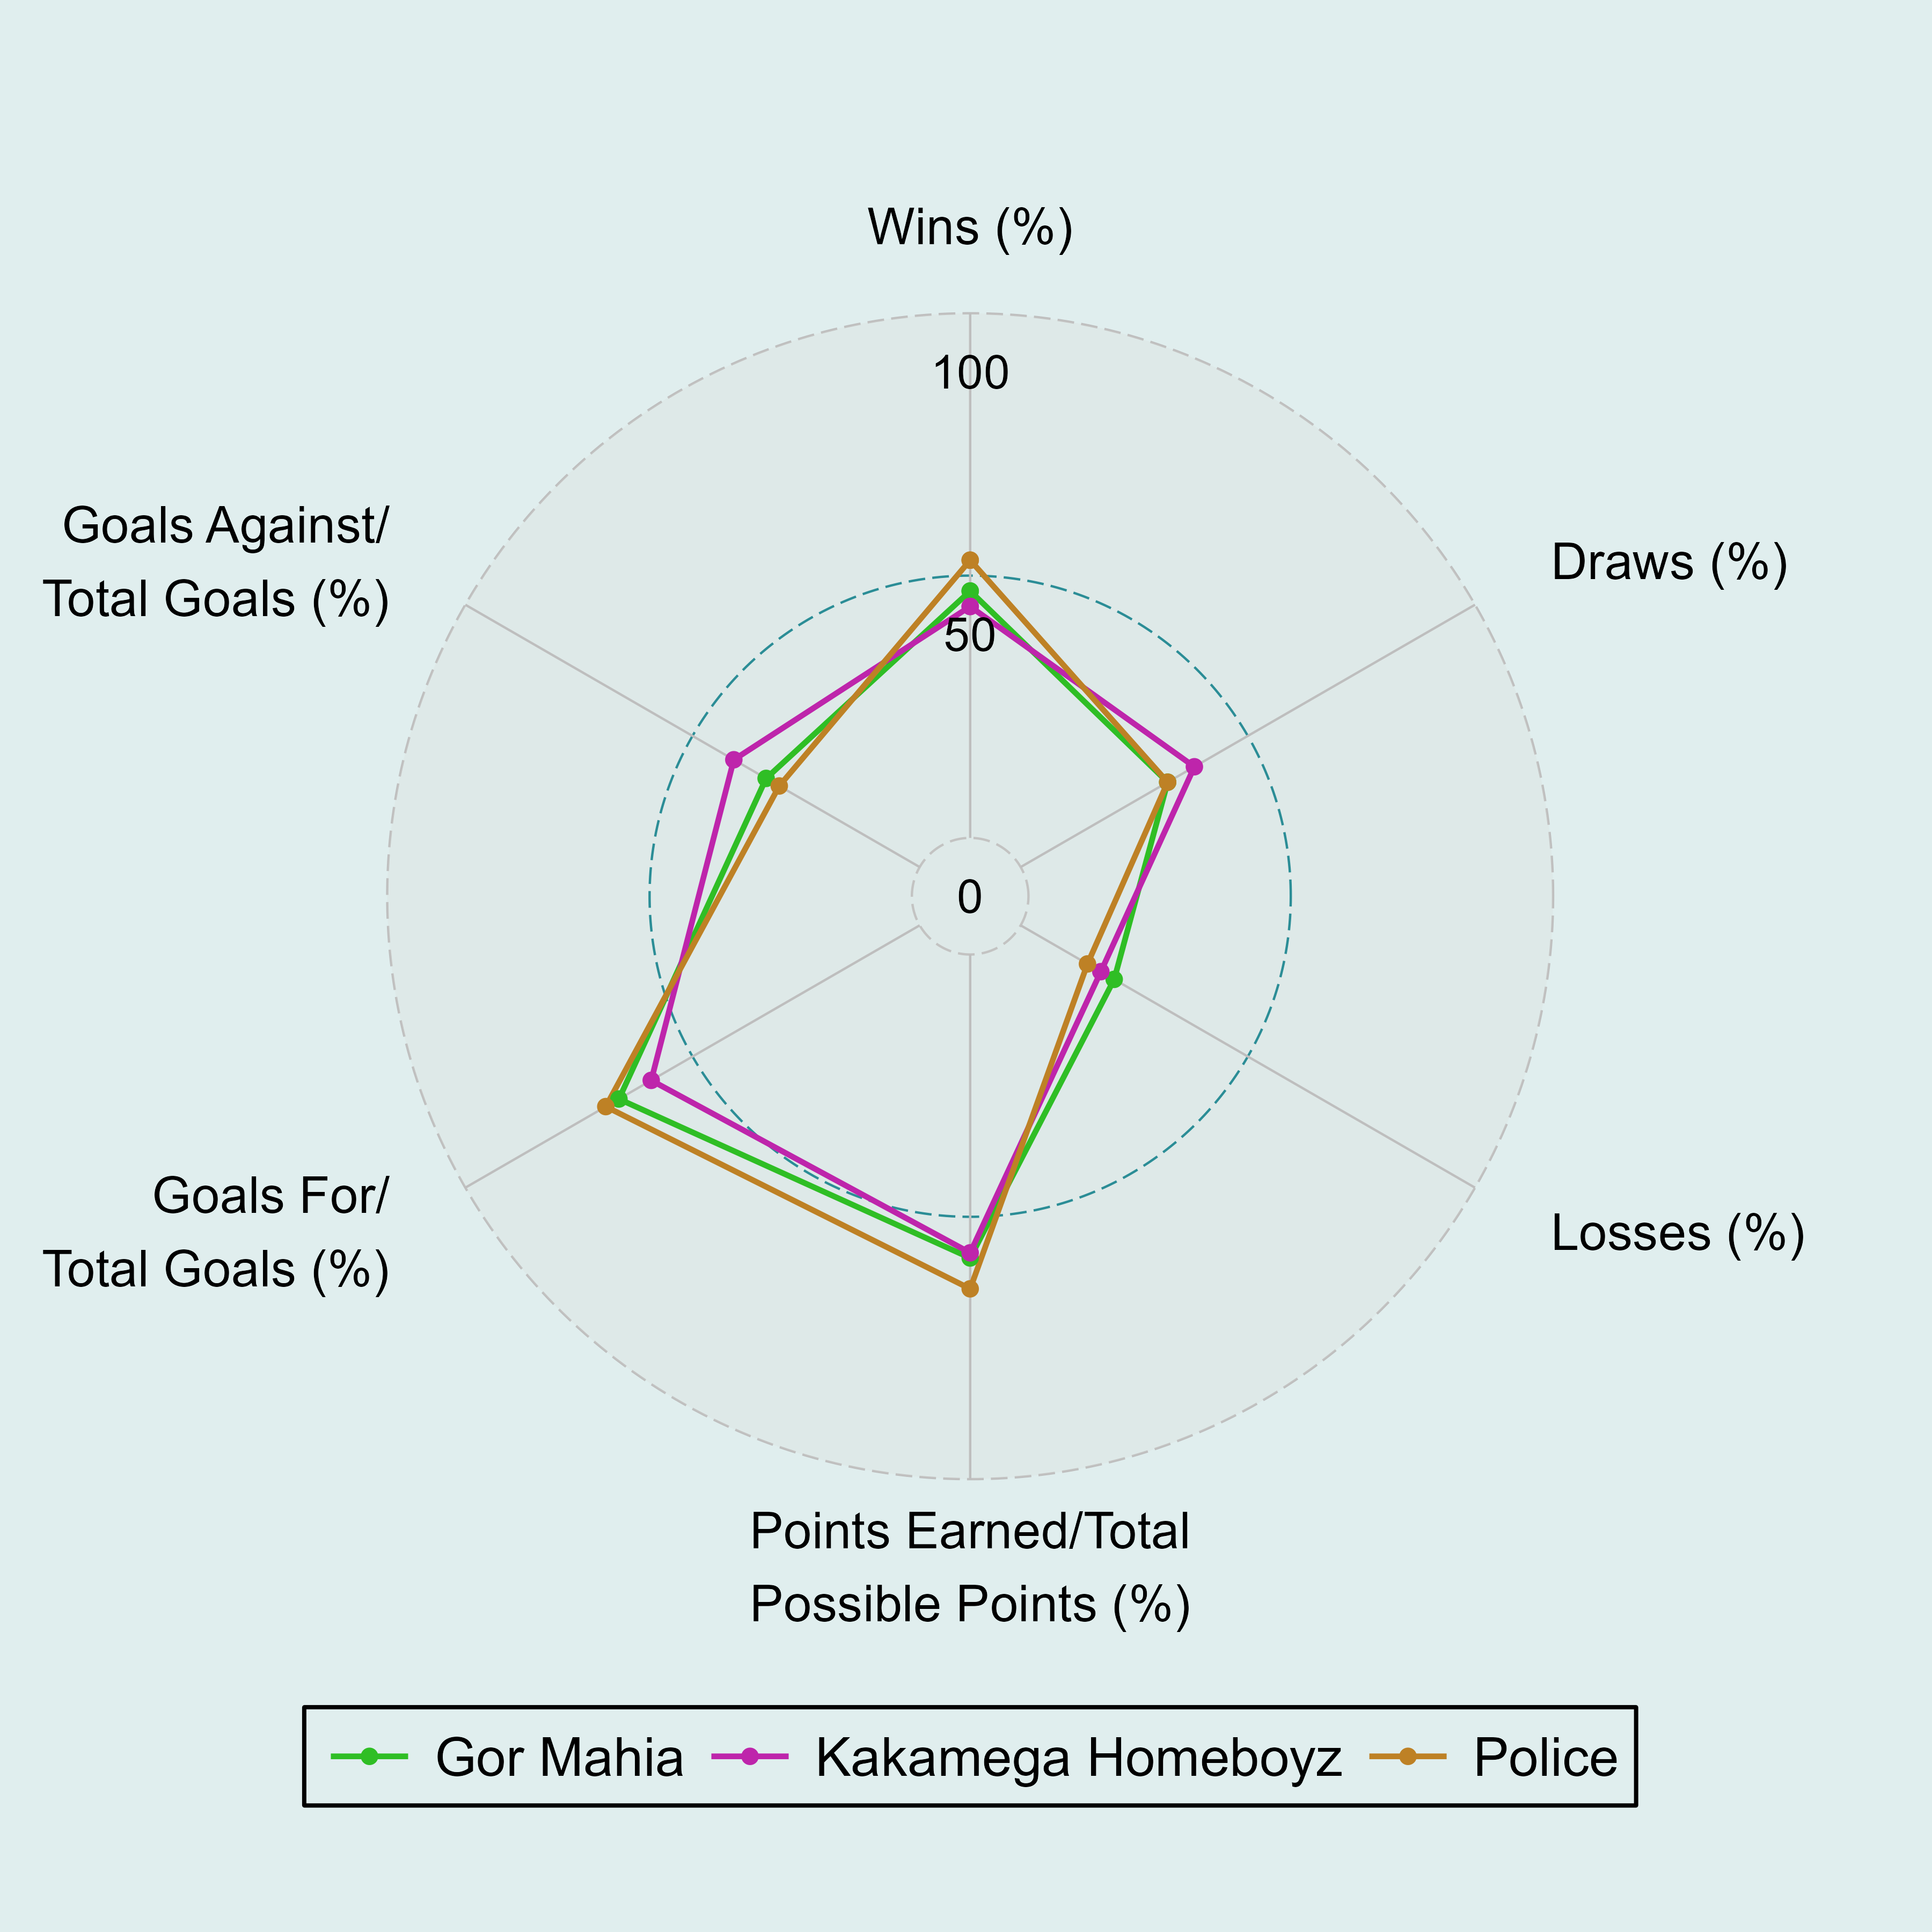 Wins (%)
100
Goals Against/
Total Goals (%)
Draws (%)
50
0
Goals For/
Total Goals (%)
Losses (%)
Points Earned/Total
Possible Points (%)
Gor Mahia
Kakamega Homeboyz
Police